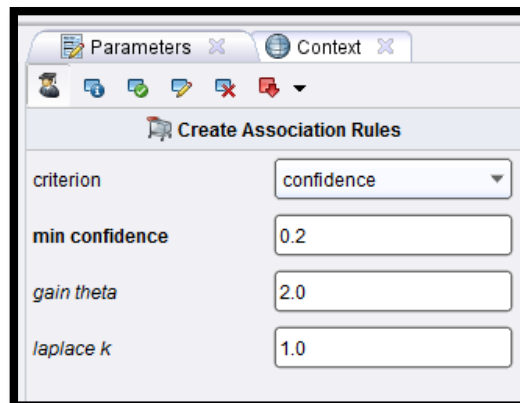 Parameters Context
Create Association Rules
criterion confidence
min confidence 0.2
gain theta 2.0
laplace k 1.0